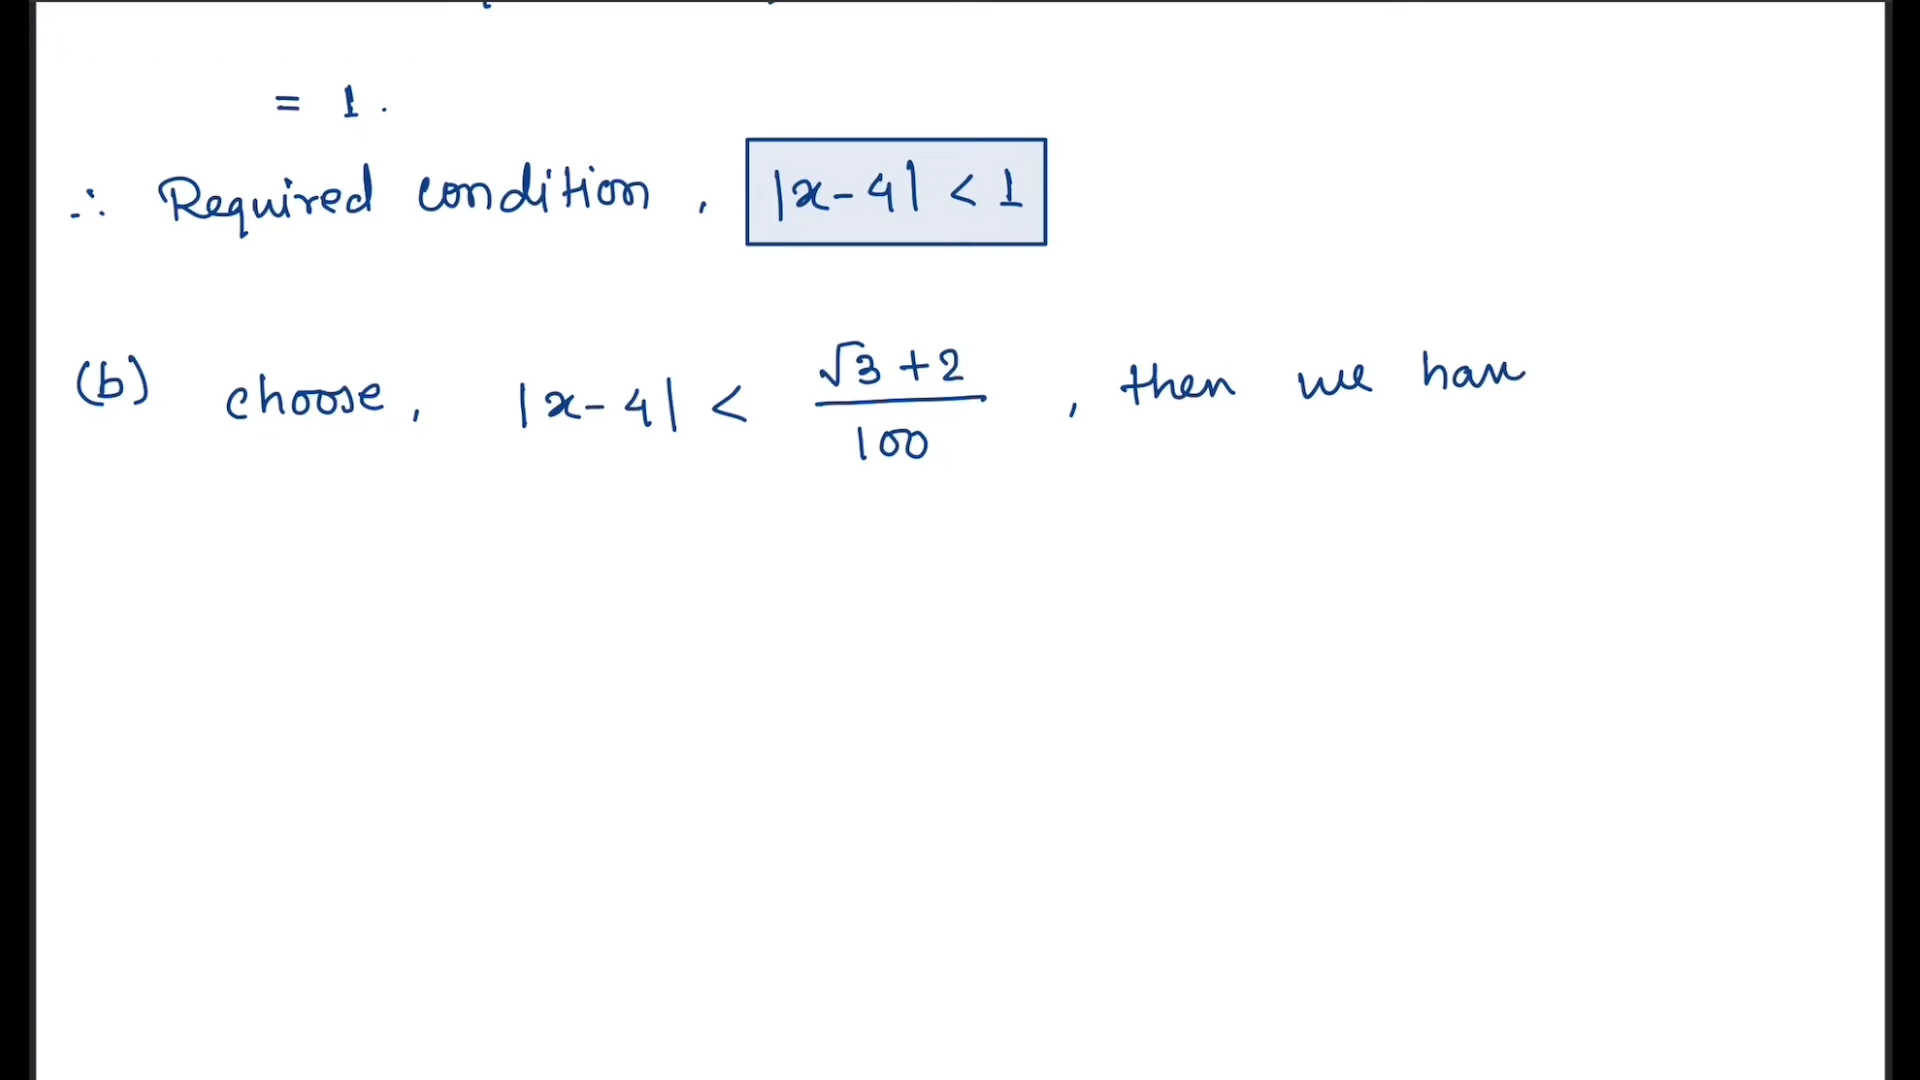 = 1.
∴ Required condition, |x-4| < 1
(b) choose, |x-4| < (√3+2)/100, then we have